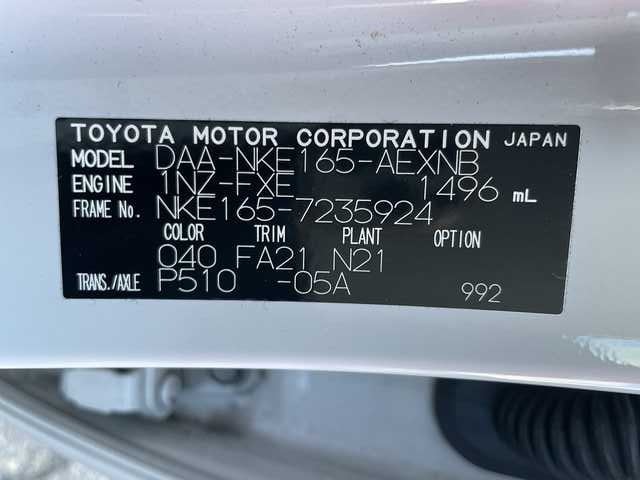 TOYOTA MOTOR CORPORATION JAPAN
MODEL DAA-NKE165-AEXNB
ENGINE 1NZ-FXE 1496 mL
FRAME No. NKE165-7235924
COLOR TRIM PLANT OPTION
040 FA21 N21
TRANS./AXLE P510 -05A 992